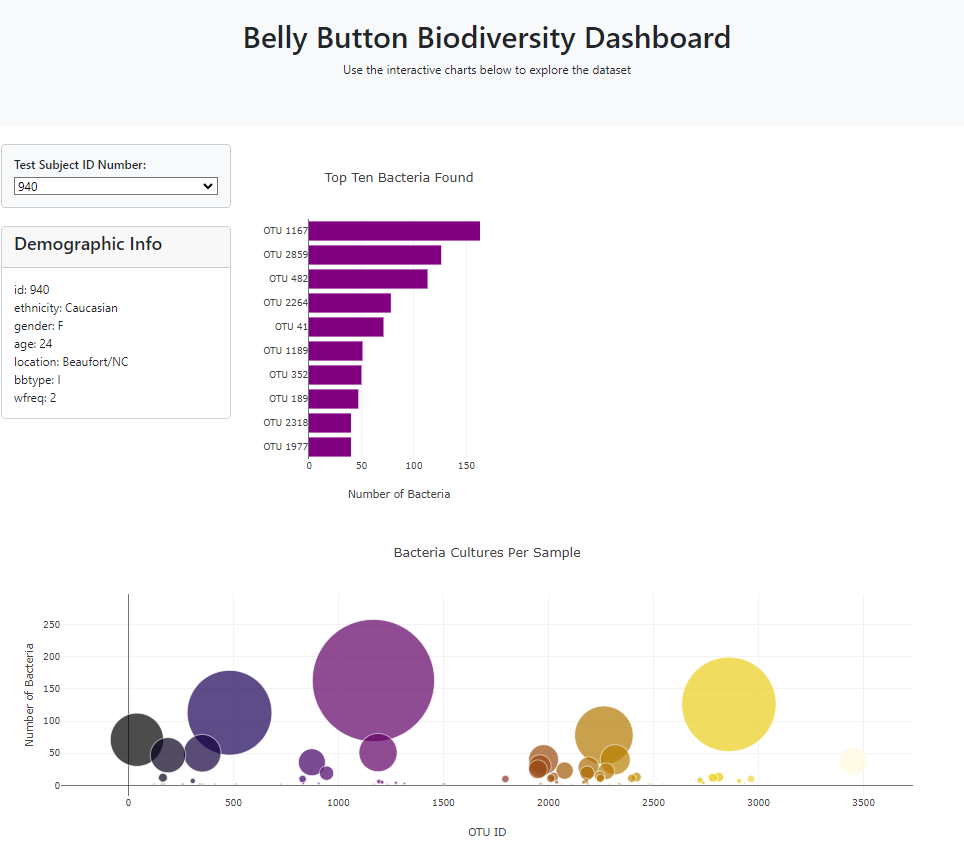 Belly Button Biodiversity Dashboard
Use the interactive charts below to explore the dataset
Test Subject ID Number:
940
Demographic Info
id: 940
ethnicity: Caucasian
gender: F
age: 24
location: Beaufort/NC
bbtype: I
wfreq: 2
Top Ten Bacteria Found
OTU 1167
OTU 2859
OTU 482
OTU 2264
OTU 41
OTU 1189
OTU 352
OTU 189
OTU 2318
OTU 1977
0 50 100 150
Number of Bacteria
Bacteria Cultures Per Sample
Number of Bacteria
250
200
150
100
50
0
0 500 1000 1500 2000 2500 3000 3500
OTU ID